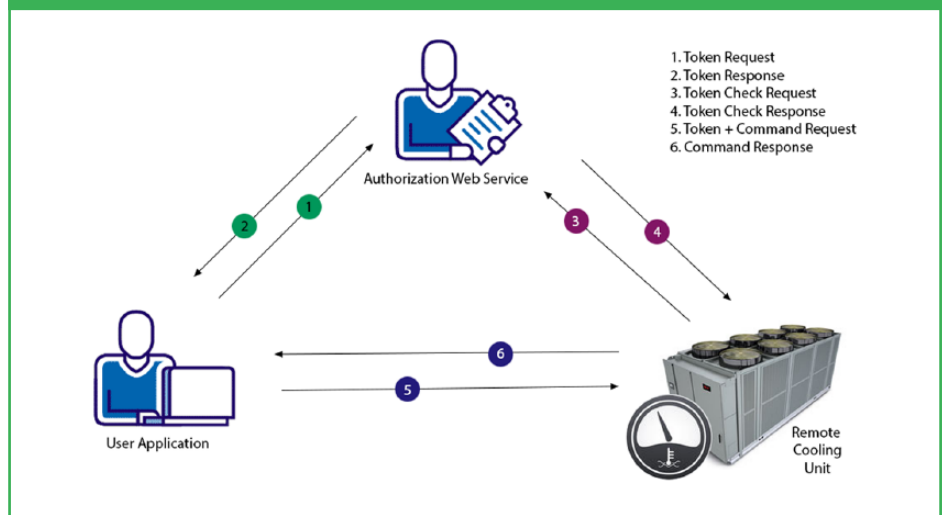 1. Token Request
2. Token Response
3. Token Check Request
4. Token Check Response
5. Token + Command Request
6. Command Response
Authorization Web Service
1
2
3
4
6
5
User Application
Remote
Cooling
Unit